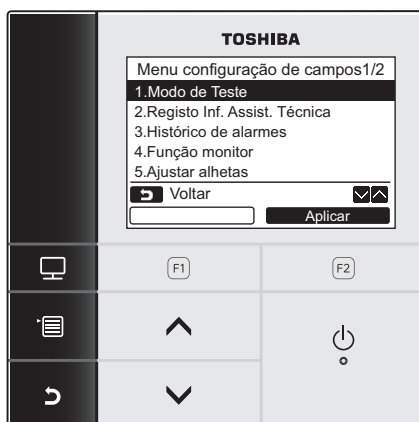 TOSHIBA
Menu configuração de campos1/2
1.Modo de Teste
2.Registo Inf. Assist. Técnica
3.Histórico de alarmes
4.Função monitor
5.Ajustar alhetas
Voltar
Aplicar
F1
F2